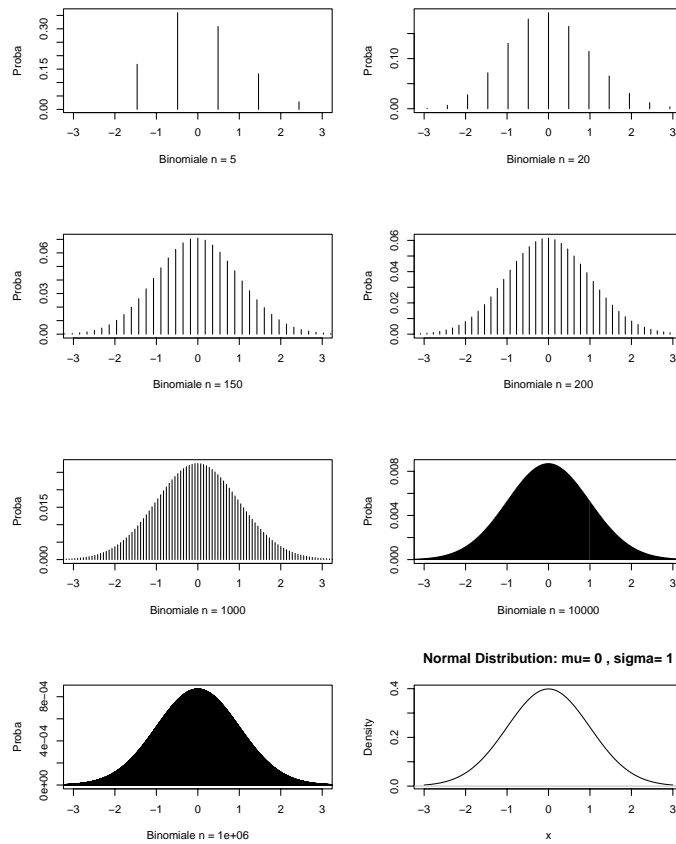 Proba
0.00 0.15 0.30
−3 −2 −1 0 1 2 3
Binomiale n = 5
Proba
0.00 0.10
−3 −2 −1 0 1 2 3
Binomiale n = 20
Proba
0.00 0.03 0.06
−3 −2 −1 0 1 2 3
Binomiale n = 150
Proba
0.00 0.02 0.04 0.06
−3 −2 −1 0 1 2 3
Binomiale n = 200
Proba
0.000 0.015
−3 −2 −1 0 1 2 3
Binomiale n = 1000
Proba
0.000 0.004 0.008
−3 −2 −1 0 1 2 3
Binomiale n = 10000
Proba
0e+00 4e−04 8e−04
−3 −2 −1 0 1 2 3
Binomiale n = 1e+06
Normal Distribution: mu= 0 , sigma= 1
Density
0.0 0.2 0.4
−3 −2 −1 0 1 2 3
x